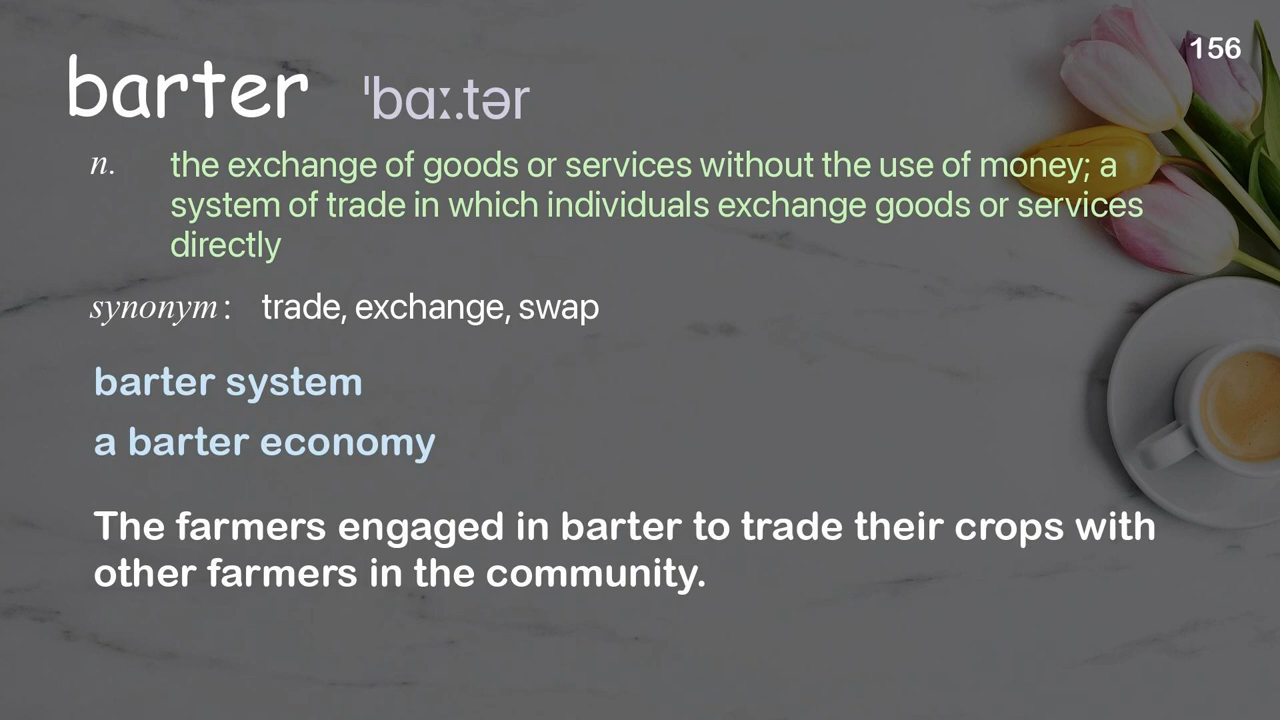 156
barter ˈbɑː.tər
n. the exchange of goods or services without the use of money; a
system of trade in which individuals exchange goods or services
directly
synonym : trade, exchange, swap
barter system
a barter economy
The farmers engaged in barter to trade their crops with
other farmers in the community.